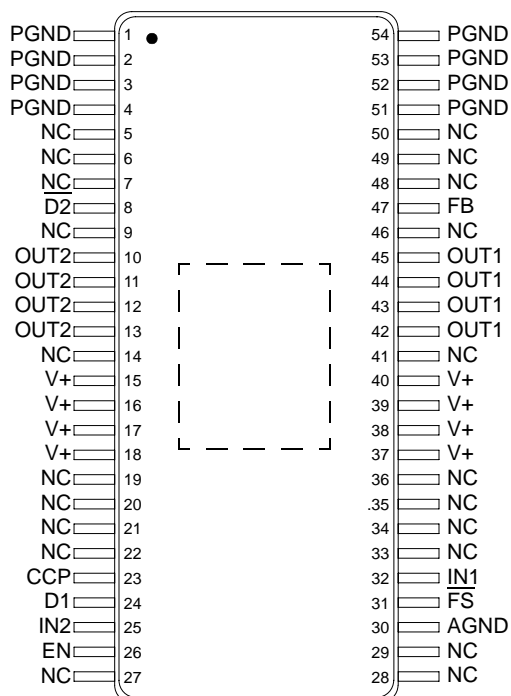 PGND 1 54 PGND
PGND 2 53 PGND
PGND 3 52 PGND
PGND 4 51 PGND
NC 5 50 NC
NC 6 49 NC
NC 7 48 NC
D2 8 47 FB
NC 9 46 NC
OUT2 10 45 OUT1
OUT2 11 44 OUT1
OUT2 12 43 OUT1
OUT2 13 42 OUT1
NC 14 41 NC
V+ 15 40 V+
V+ 16 39 V+
V+ 17 38 V+
V+ 18 37 V+
NC 19 36 NC
NC 20 .35 NC
NC 21 34 NC
NC 22 33 NC
CCP 23 32 IN1
D1 24 31 FS
IN2 25 30 AGND
EN 26 29 NC
NC 27 28 NC